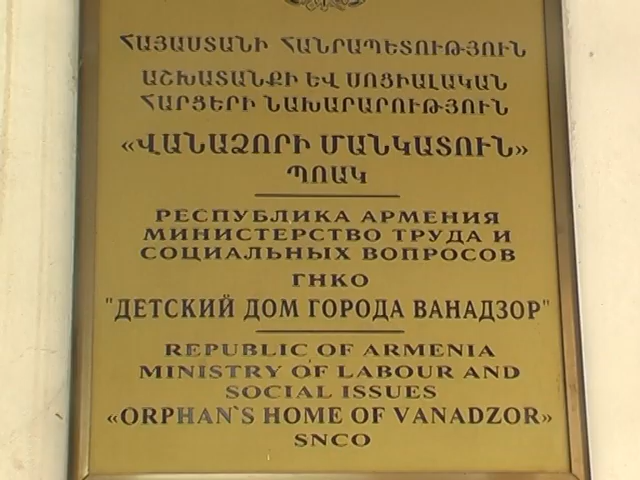 ՀԱՅԱՍՏԱՆԻ ՀԱՆՐԱՊԵՏՈՒԹՅՈՒՆ
ԱՇԽԱՏԱՆՔԻ ԵՎ ՍՈՑԻԱԼԱԿԱՆ
ՀԱՐՑԵՐԻ ՆԱԽԱՐԱՐՈՒԹՅՈՒՆ
«ՎԱՆԱՁՈՐԻ ՄԱՆԿԱՏՈՒՆ»
ՊՈԱԿ
РЕСПУБЛИКА АРМЕНИЯ
МИНИСТЕРСТВО ТРУДА И
СОЦИАЛЬНЫХ ВОПРОСОВ
ГНКО
"ДЕТСКИЙ ДОМ ГОРОДА ВАНАДЗОР"
REPUBLIC OF ARMENIA
MINISTRY OF LABOUR AND
SOCIAL ISSUES
«ORPHAN`S HOME OF VANADZOR»
SNCO